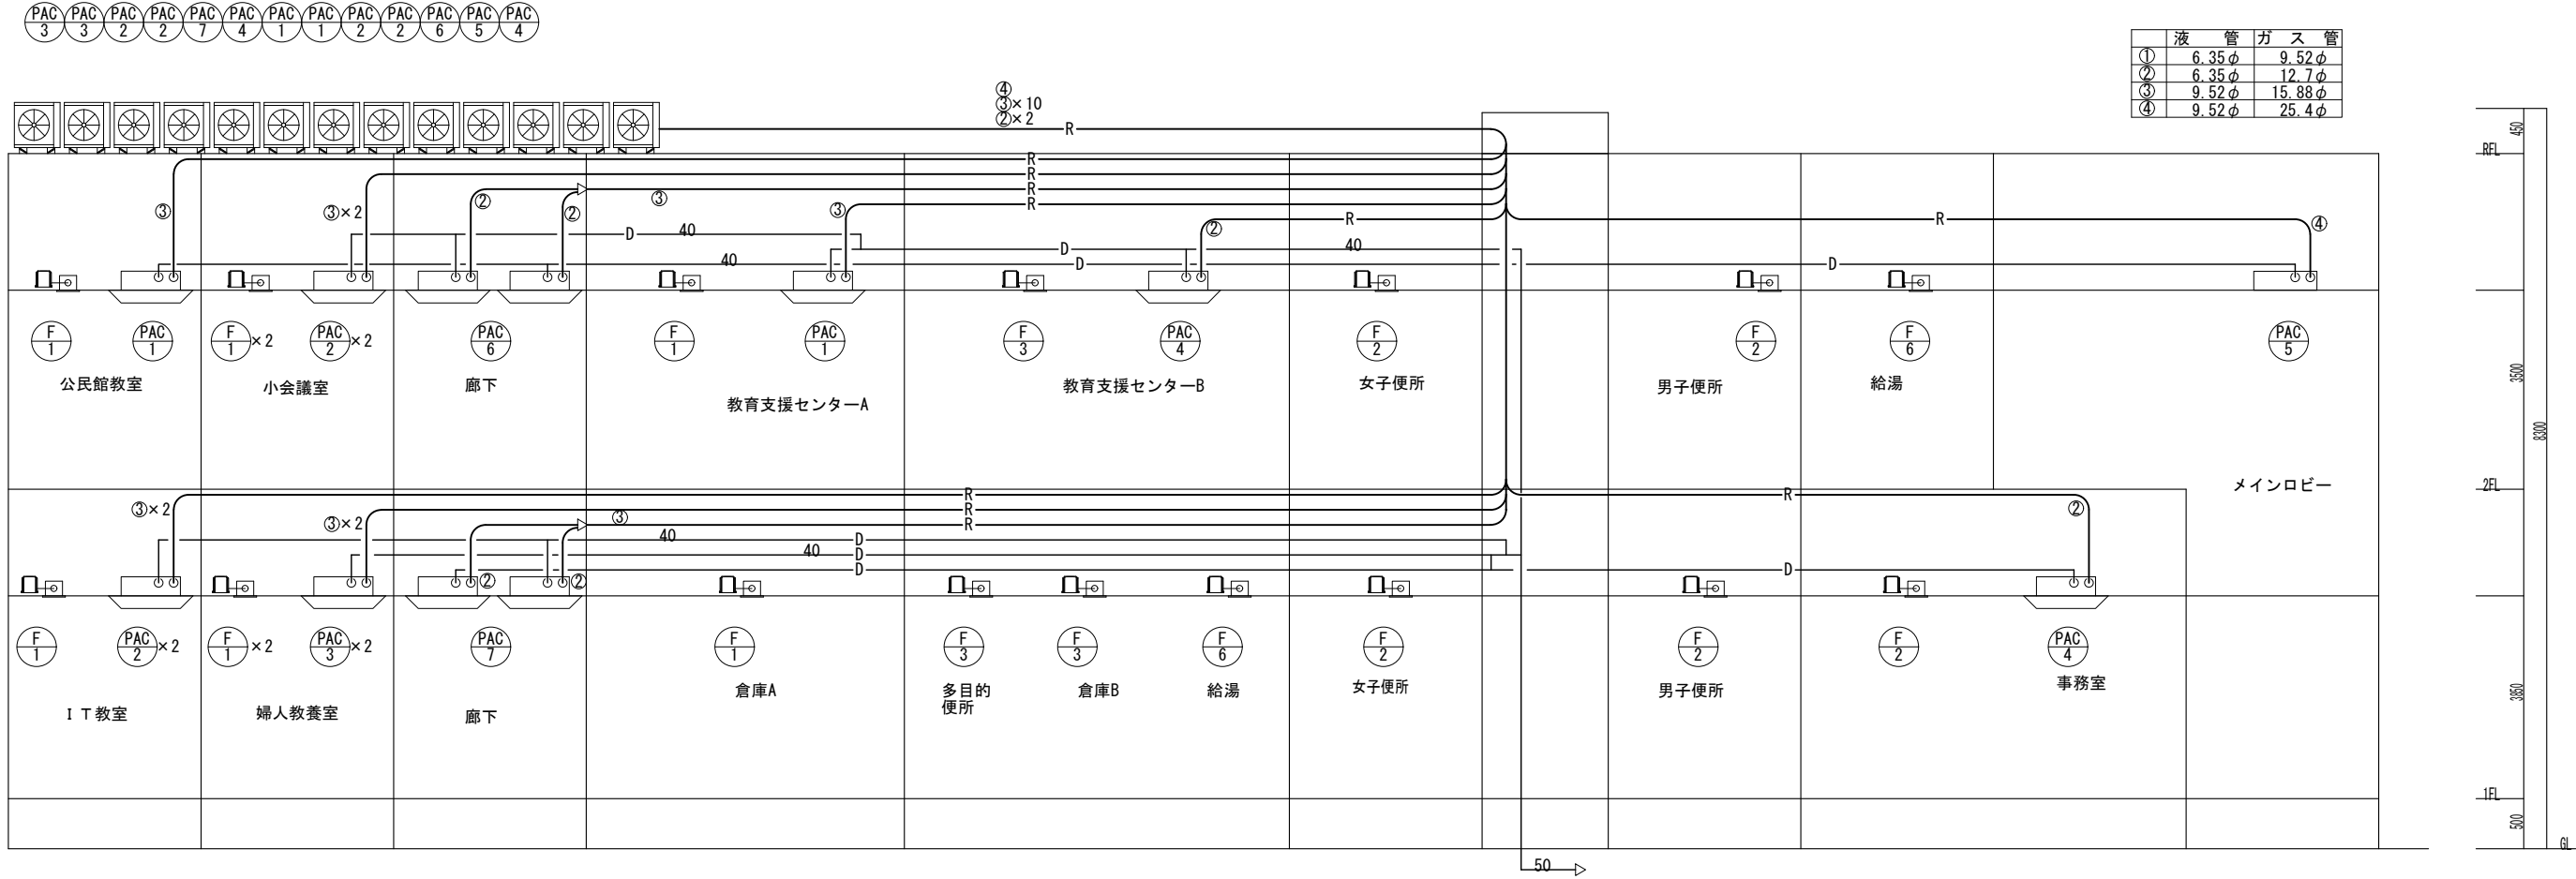 PAC PAC PAC PAC PAC PAC PAC PAC PAC PAC PAC PAC PAC
3 3 2 2 7 4 1 1 2 2 6 5 4
液 管 ガ ス 管
① 6.35φ 9.52φ
② 6.35φ 12.7φ
③ 9.52φ 15.88φ
④ 9.52φ 25.4φ
④
③×10
②×2
R
450
RFL
R
R
R
R
R
R
③
③×2
②
②
③
③
②
④
D
40
D
40
40
D
D
F
1
PAC
1
F
1
×2
PAC
2
×2
PAC
6
F
1
PAC
1
F
3
PAC
4
F
2
F
2
F
6
PAC
5
公民館教室
小会議室
廊下
教育支援センターA
教育支援センターB
女子便所
男子便所
給湯
メインロビー
3500
8300
2FL
③×2
③×2
③
R
R
R
R
②
40
D
40
D
D
D
②
②
F
1
PAC
2
×2
F
1
×2
PAC
3
×2
PAC
7
F
1
F
3
F
3
F
6
F
2
F
2
F
2
PAC
4
ＩＴ教室
婦人教養室
廊下
倉庫A
多目的
便所
倉庫B
給湯
女子便所
男子便所
事務室
3850
1FL
500
GL
50